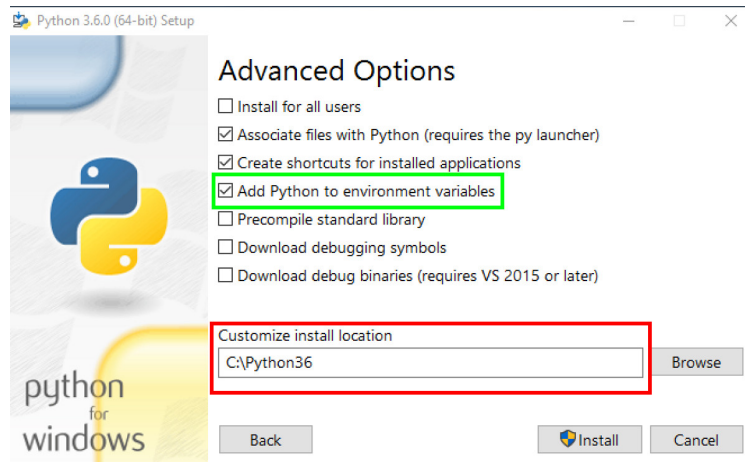 Python 3.6.0 (64-bit) Setup
Advanced Options
Install for all users
Associate files with Python (requires the py launcher)
Create shortcuts for installed applications
Add Python to environment variables
Precompile standard library
Download debugging symbols
Download debug binaries (requires VS 2015 or later)
Customize install location
C:\Python36
Browse
python
for
windows
Back
Install
Cancel